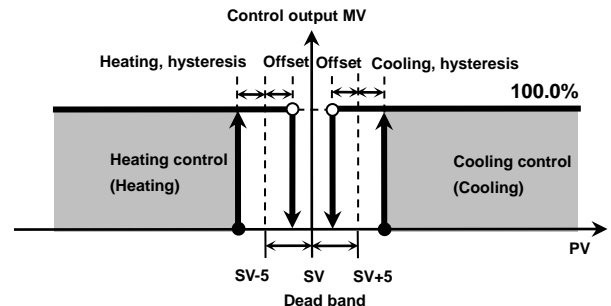 Control output MV
Heating, hysteresis Offset Offset Cooling, hysteresis
100.0%
Heating control
(Heating)
Cooling control
(Cooling)
PV
SV-5 SV SV+5
Dead band